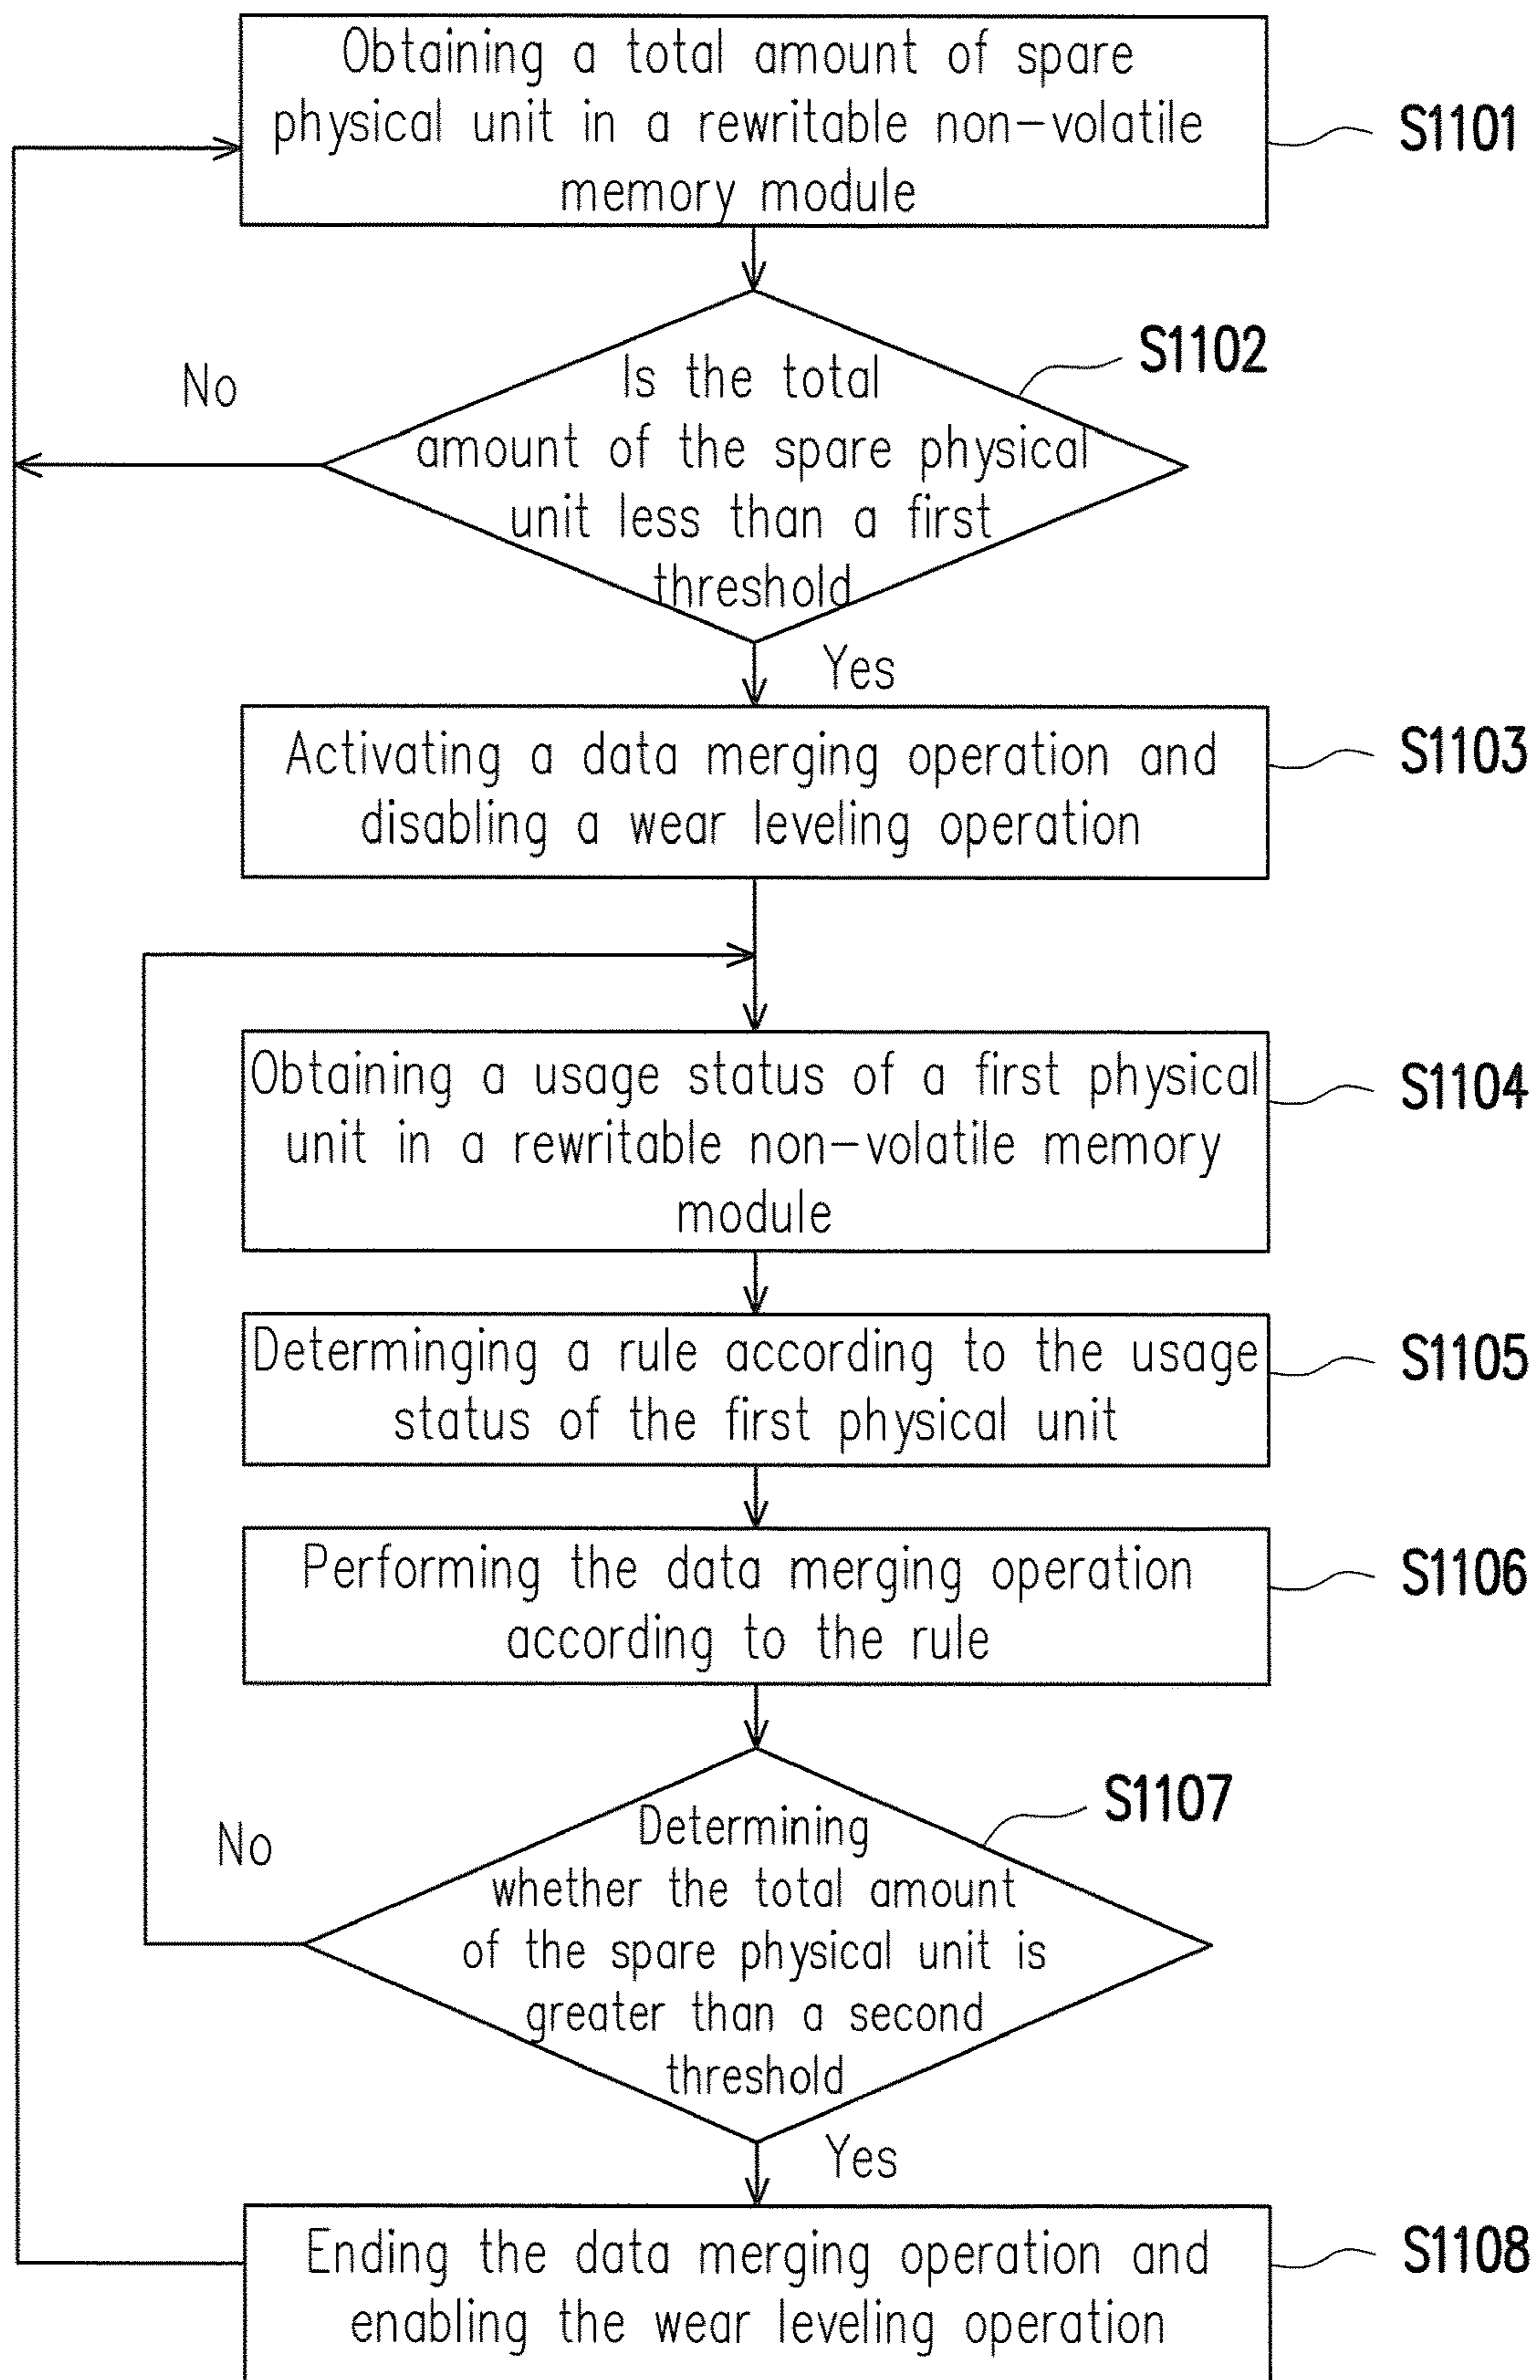 Obtaining a total amount of spare
physical unit in a rewritable non-volatile
memory module
S1101
S1102
No
Is the total
amount of the spare physical
unit less than a first
threshold
Yes
Activating a data merging operation and
disabling a wear leveling operation
S1103
Obtaining a usage status of a first physical
unit in a rewritable non-volatile memory
module
S1104
Determinging a rule according to the usage
status of the first physical unit
S1105
Performing the data merging operation
according to the rule
S1106
S1107
No
Determining
whether the total amount
of the spare physical unit is
greater than a second
threshold
Yes
Ending the data merging operation and
enabling the wear leveling operation
S1108